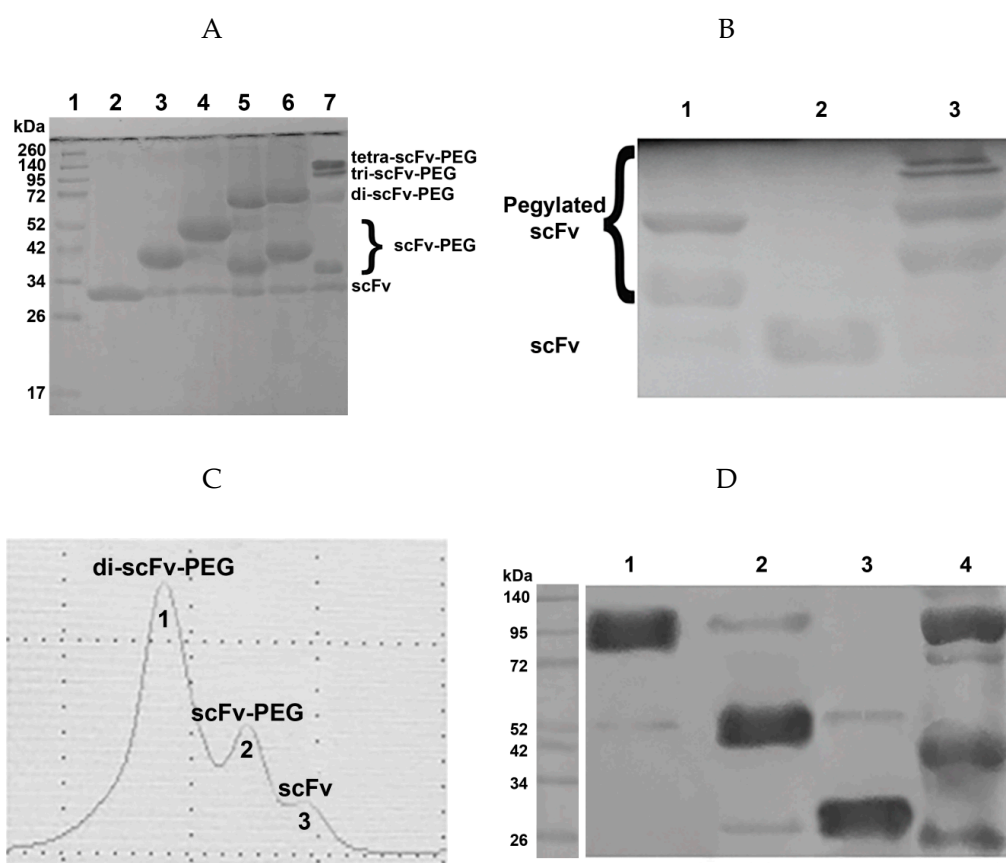 A
1 2 3 4 5 6 7
kDa
260
140
95
72
52
42
34
26
17
tetra-scFv-PEG
tri-scFv-PEG
di-scFv-PEG
scFv-PEG
scFv
B
1 2 3
Pegylated
scFv
scFv
C
di-scFv-PEG
1
scFv-PEG
2
scFv
3
D
1 2 3 4
kDa
140
95
72
52
42
34
26